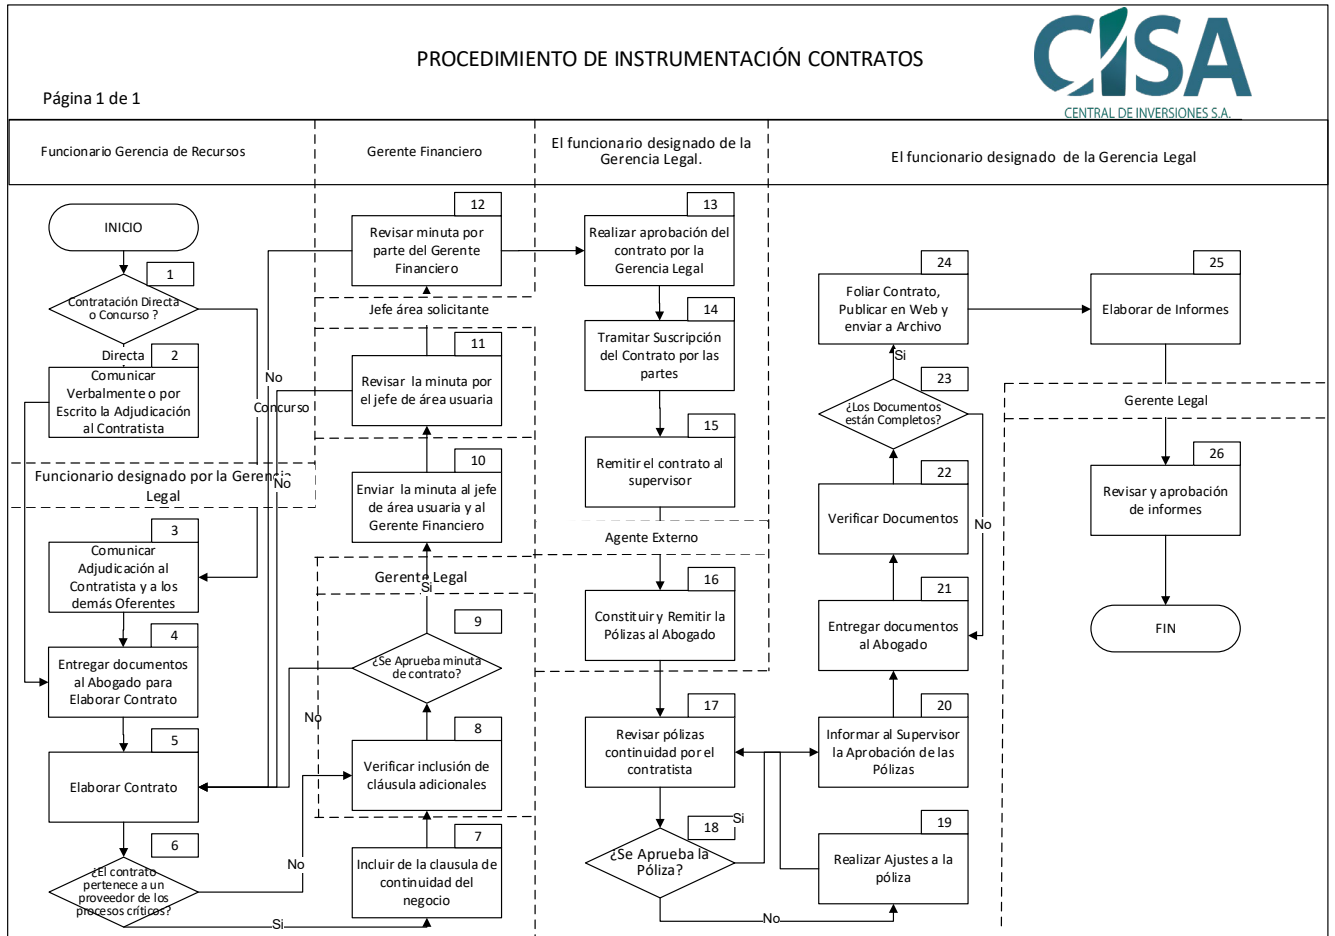 PROCEDIMIENTO DE INSTRUMENTACIÓN CONTRATOS
CISA
CENTRAL DE INVERSIONES S.A.
Página 1 de 1
Funcionario Gerencia de Recursos
Gerente Financiero
El funcionario designado de la
Gerencia Legal.
El funcionario designado de la Gerencia Legal
INICIO
1
Contratación Directa
o Concurso ?
Directa
Concurso
2
Comunicar
Verbalmente o por
Escrito la Adjudicación
al Contratista
Funcionario designado por la Gerencia
Legal
3
Comunicar
Adjudicación al
Contratista y a los
demás Oferentes
4
Entregar documentos
al Abogado para
Elaborar Contrato
5
Elaborar Contrato
6
¿El contrato
pertenece a un
proveedor de los
procesos críticos?
No
Si
12
Revisar minuta por
parte del Gerente
Financiero
No
Jefe área solicitante
11
Revisar la minuta por
el jefe de área usuaria
No
10
Enviar la minuta al jefe
de área usuaria y al
Gerente Financiero
Gerente Legal
Si
9
¿Se Aprueba minuta
de contrato?
No
8
Verificar inclusión de
cláusula adicionales
7
Incluir de la clausula de
continuidad del
negocio
13
Realizar aprobación del
contrato por la
Gerencia Legal
14
Tramitar Suscripción
del Contrato por las
partes
15
Remitir el contrato al
supervisor
Agente Externo
16
Constituir y Remitir la
Pólizas al Abogado
17
Revisar pólizas
continuidad por el
contratista
18
¿Se Aprueba la
Póliza?
Si
No
24
Foliar Contrato,
Publicar en Web y
enviar a Archivo
Si
23
¿Los Documentos
están Completos?
No
22
Verificar Documentos
21
Entregar documentos
al Abogado
20
Informar al Supervisor
la Aprobación de las
Pólizas
19
Realizar Ajustes a la
póliza
25
Elaborar de Informes
Gerente Legal
26
Revisar y aprobación
de informes
FIN